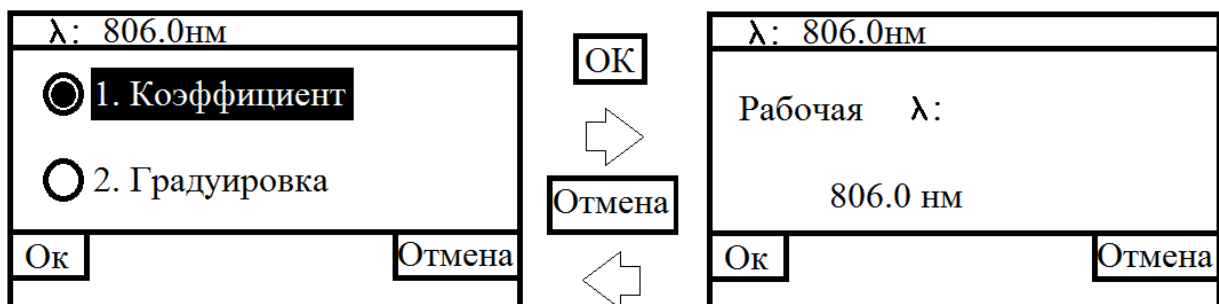 λ: 806.0нм
1. Коэффициент
2. Градуировка
Ок
Отмена
ОК
Отмена
λ: 806.0нм
Рабочая λ:
806.0 нм
Ок
Отмена